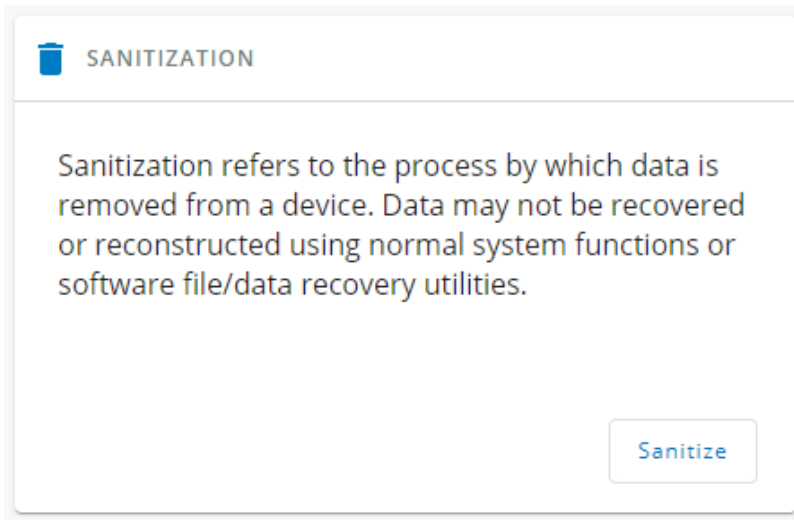 SANITIZATION
Sanitization refers to the process by which data is
removed from a device. Data may not be recovered
or reconstructed using normal system functions or
software file/data recovery utilities.
Sanitize